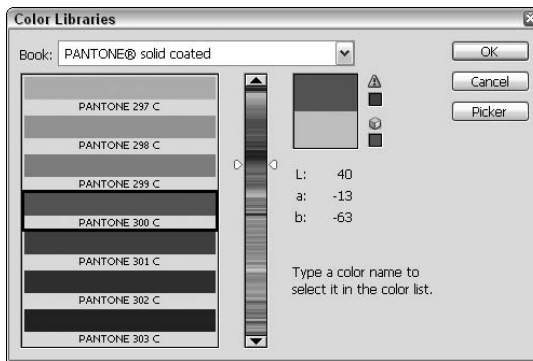 Color Libraries
Book: PANTONE® solid coated
OK
Cancel
Picker
PANTONE 297 C
PANTONE 298 C
PANTONE 299 C
PANTONE 300 C
PANTONE 301 C
PANTONE 302 C
PANTONE 303 C
L: 40
a: -13
b: -63
Type a color name to
select it in the color list.